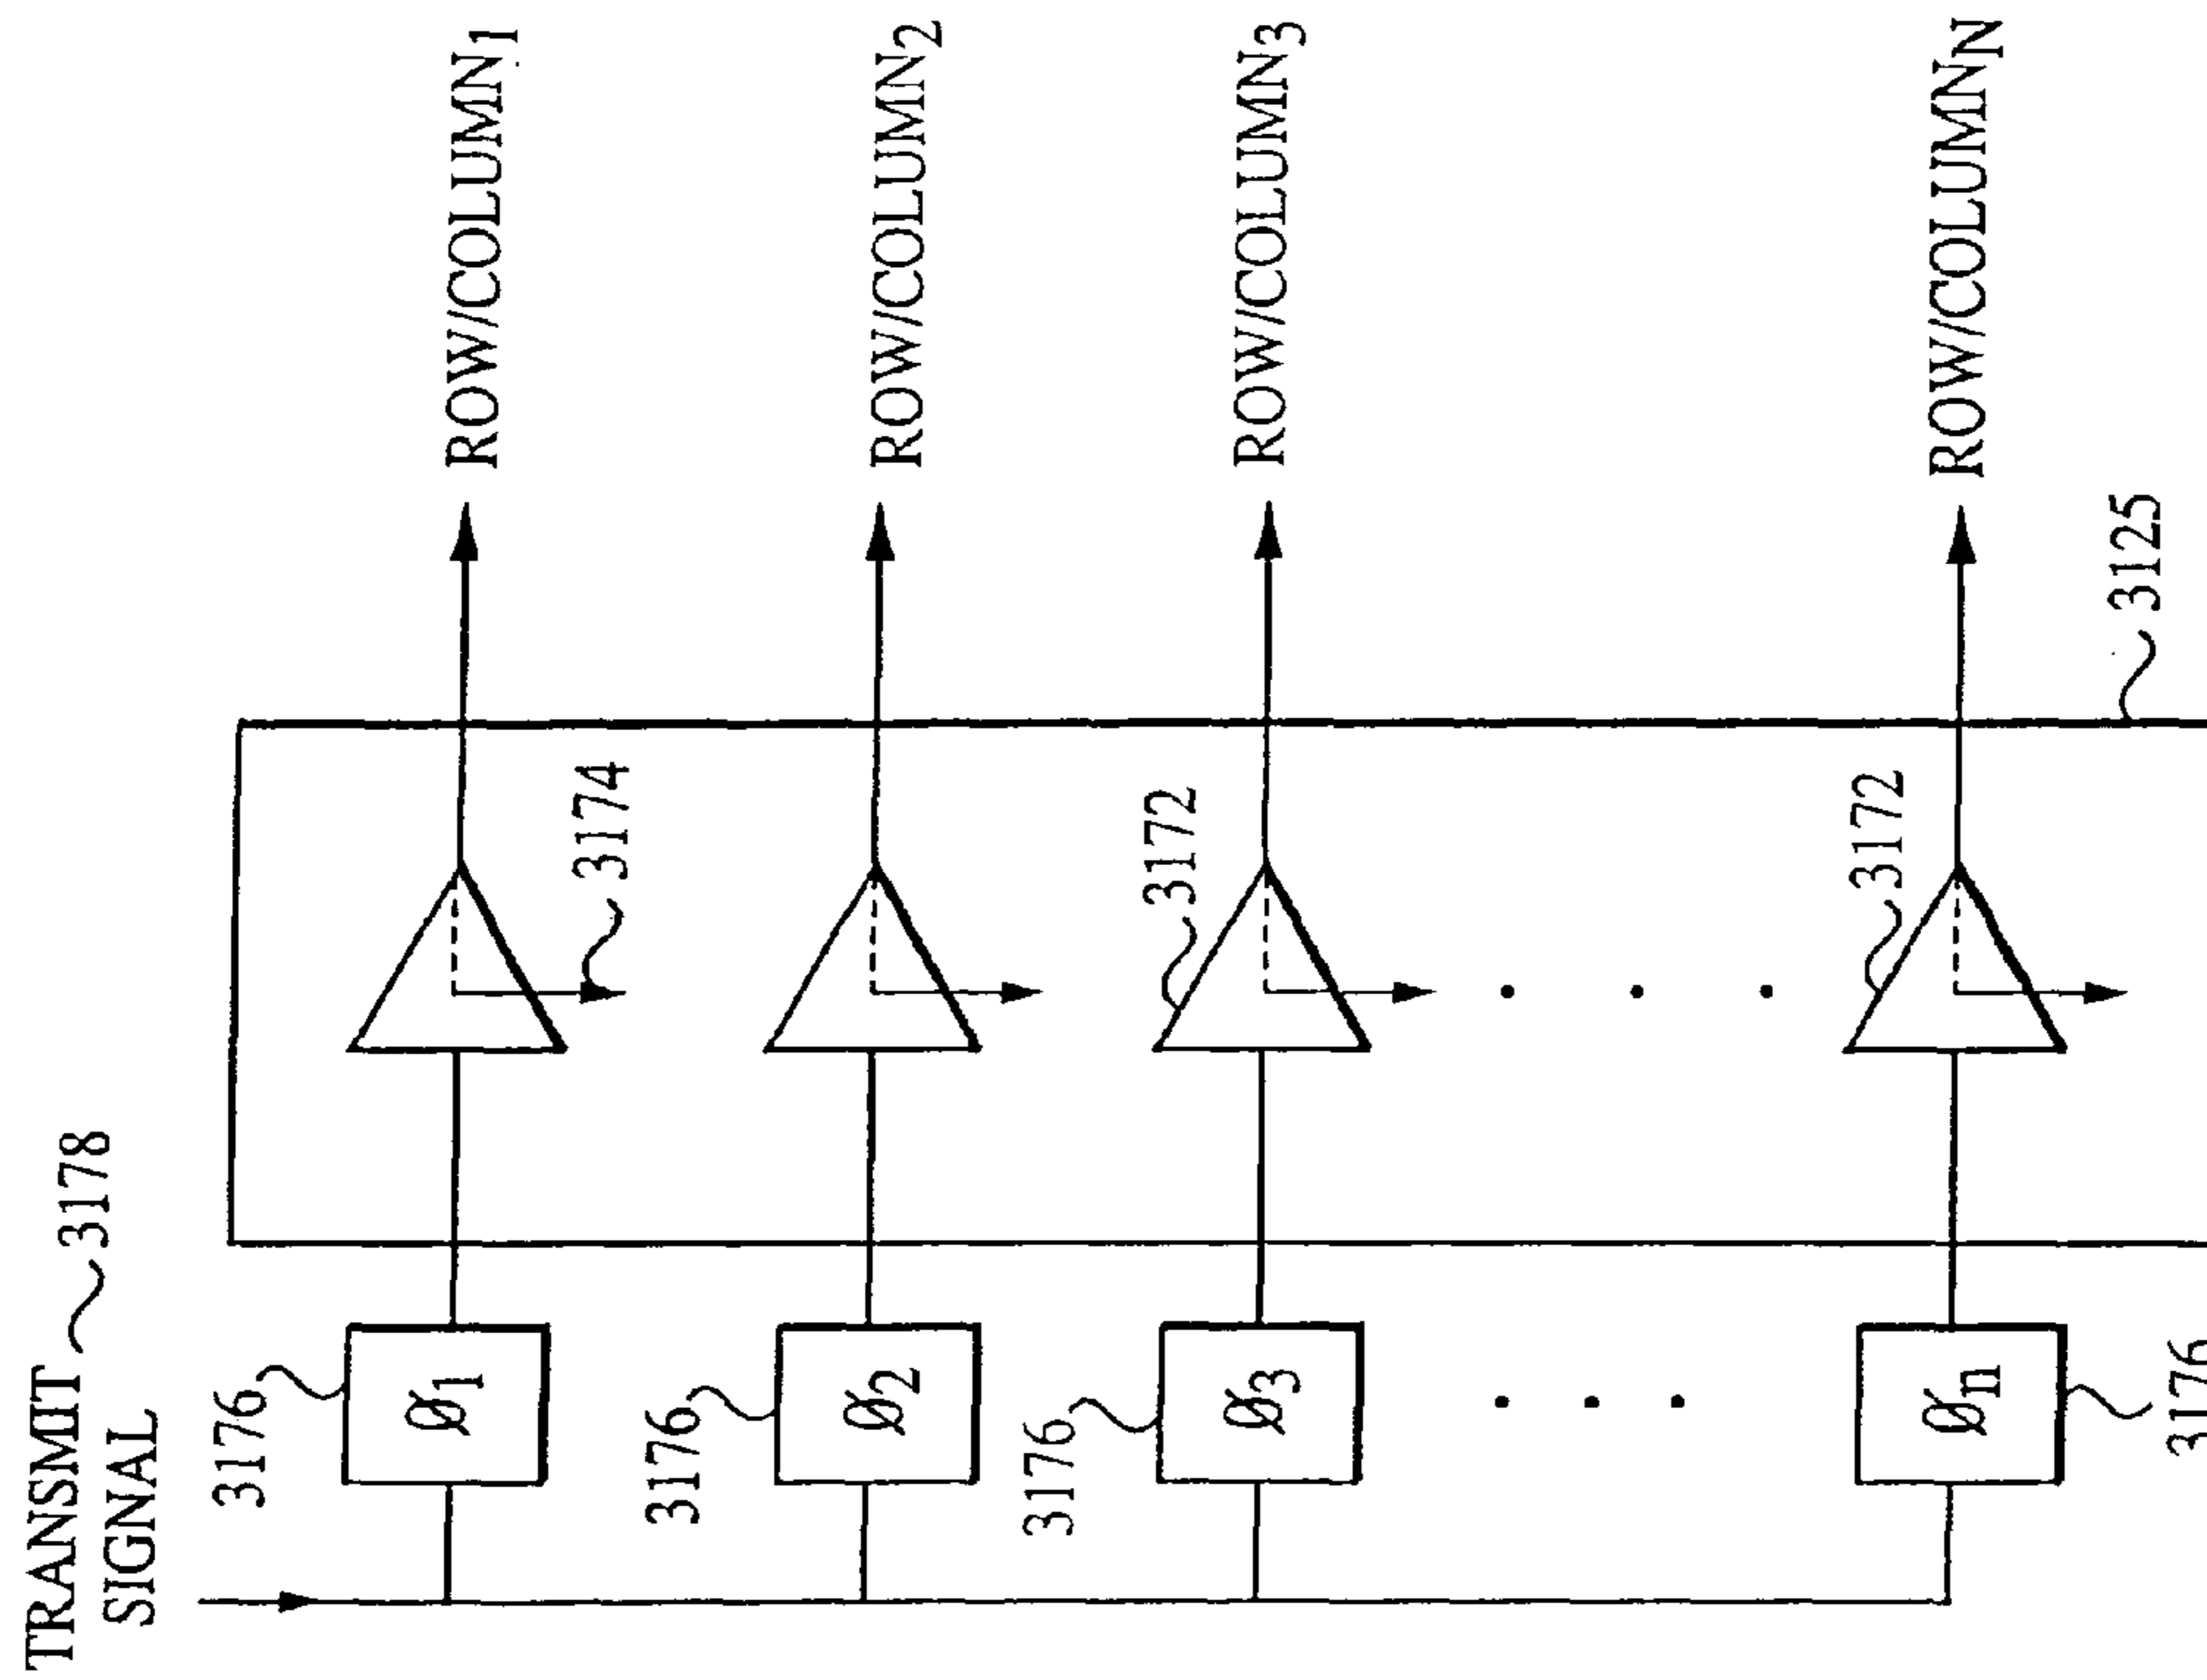 TRANSMIT
SIGNAL
3178
3176
Ø1
3174
ROW/COLUMN1
3176
Ø2
ROW/COLUMN2
3176
Ø3
3172
ROW/COLUMN3
. . .
. . .
Øn
3176
3172
ROW/COLUMNN
3125